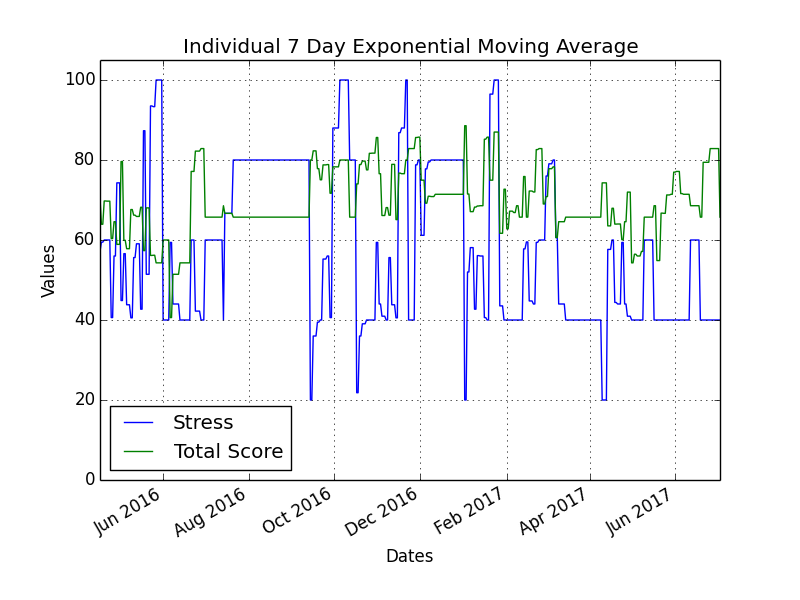 Individual 7 Day Exponential Moving Average
100
80
60
40
20
0
Values
Stress
Total Score
Jun 2016
Aug 2016
Oct 2016
Dec 2016
Feb 2017
Apr 2017
Jun 2017
Dates